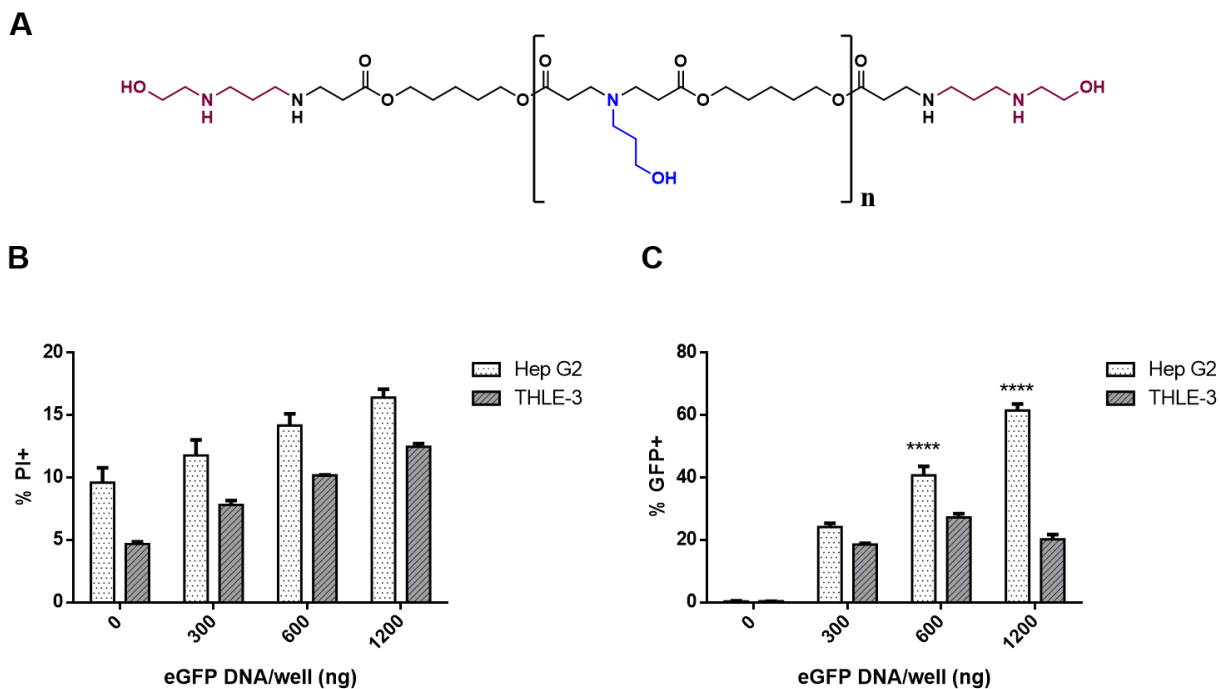 A
HO N H N H O O O O N OH O O O n N H N H OH
B
C
% PI+
20
15
10
5
0
0 300 600 1200
eGFP DNA/well (ng)
Hep G2
THLE-3
% GFP+
80
60
40
20
0
**** ****
0 300 600 1200
eGFP DNA/well (ng)
Hep G2
THLE-3